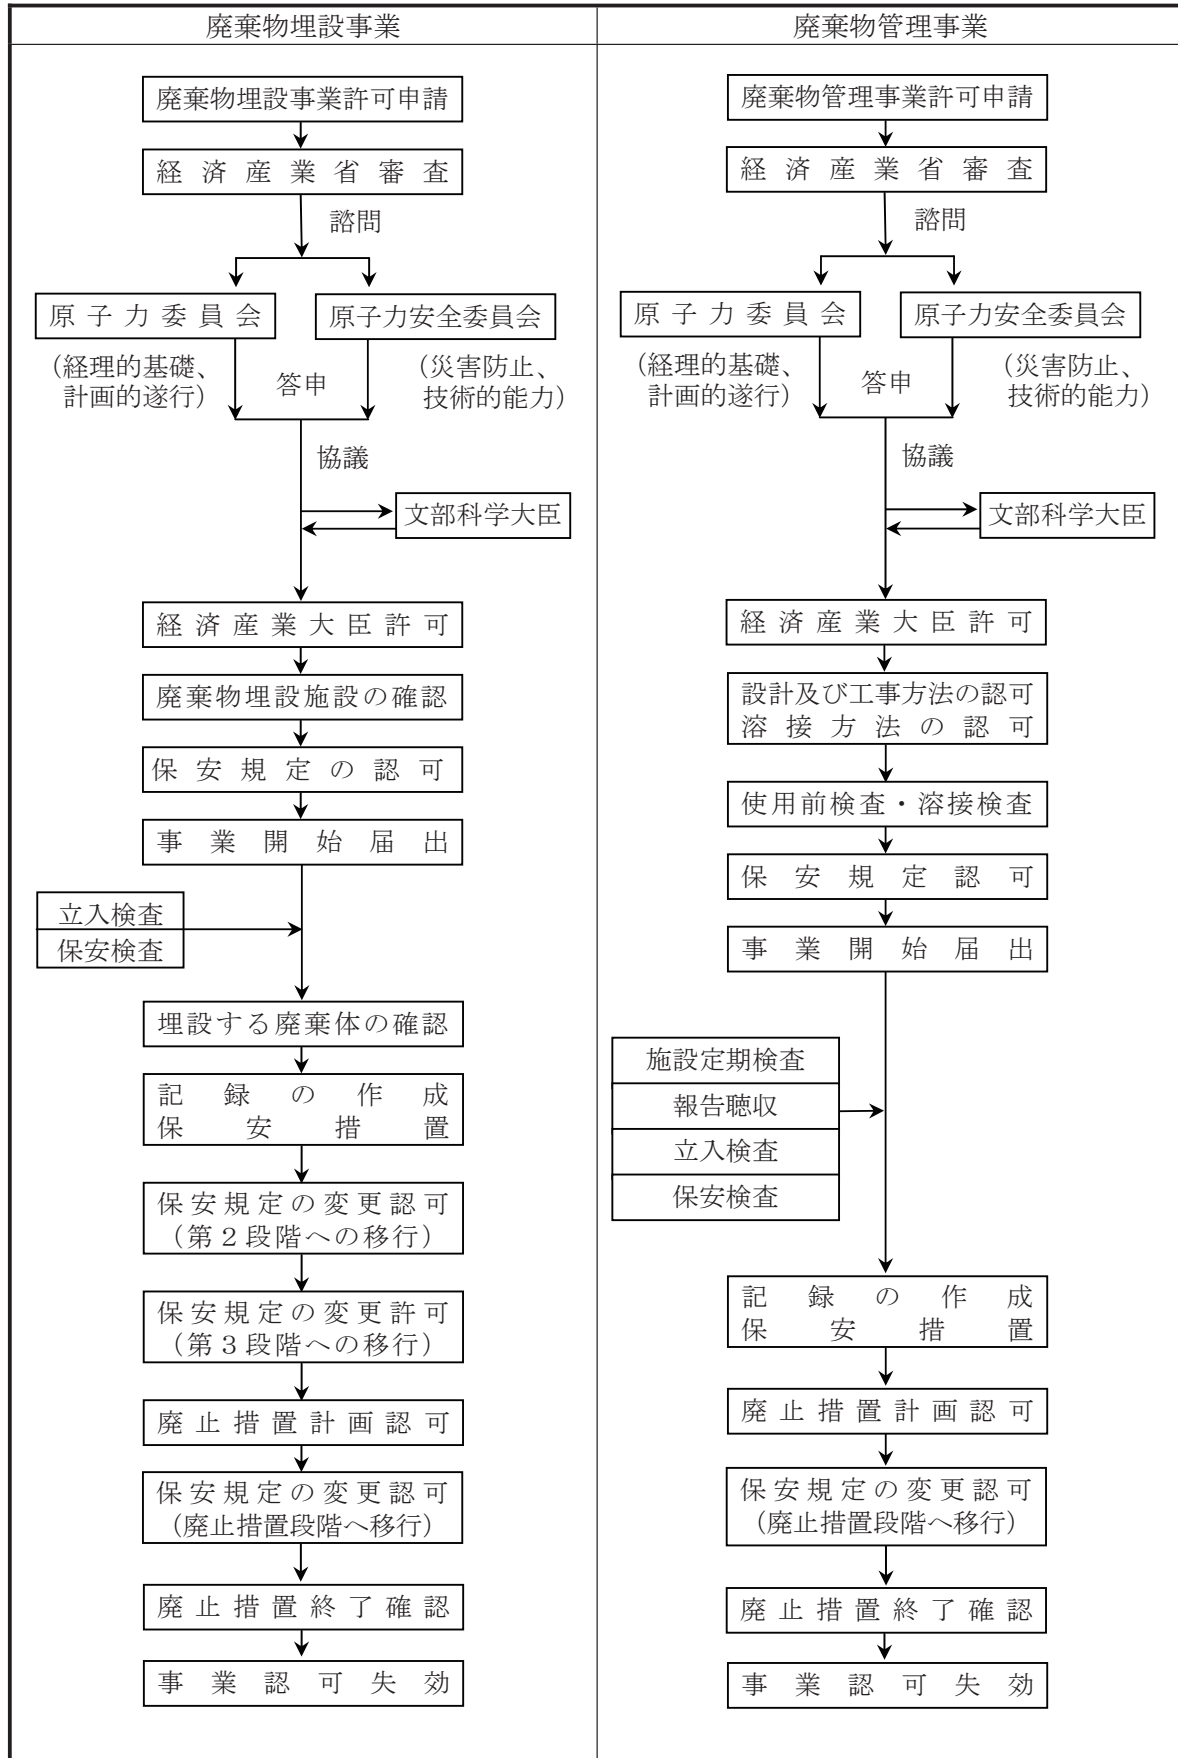 廃棄物埋設事業
廃棄物埋設事業許可申請
経済産業省審査
諮問
原子力委員会
原子力安全委員会
(経理的基礎、
計画的遂行)
答申
(災害防止、
技術的能力)
協議
文部科学大臣
経済産業大臣許可
廃棄物埋設施設の確認
保安規定の認可
事業開始届出
立入検査
保安検査
埋設する廃棄体の確認
記録の作成
保安措置
保安規定の変更認可
(第2段階への移行)
保安規定の変更許可
(第3段階への移行)
廃止措置計画認可
保安規定の変更認可
(廃止措置段階へ移行)
廃止措置終了確認
事業認可失効
廃棄物管理事業
廃棄物管理事業許可申請
経済産業省審査
諮問
原子力委員会
原子力安全委員会
(経理的基礎、
計画的遂行)
答申
(災害防止、
技術的能力)
協議
文部科学大臣
経済産業大臣許可
設計及び工事方法の認可
溶接方法の認可
使用前検査・溶接検査
保安規定認可
事業開始届出
施設定期検査
報告聴収
立入検査
保安検査
記録の作成
保安措置
廃止措置計画認可
保安規定の変更認可
(廃止措置段階へ移行)
廃止措置終了確認
事業認可失効